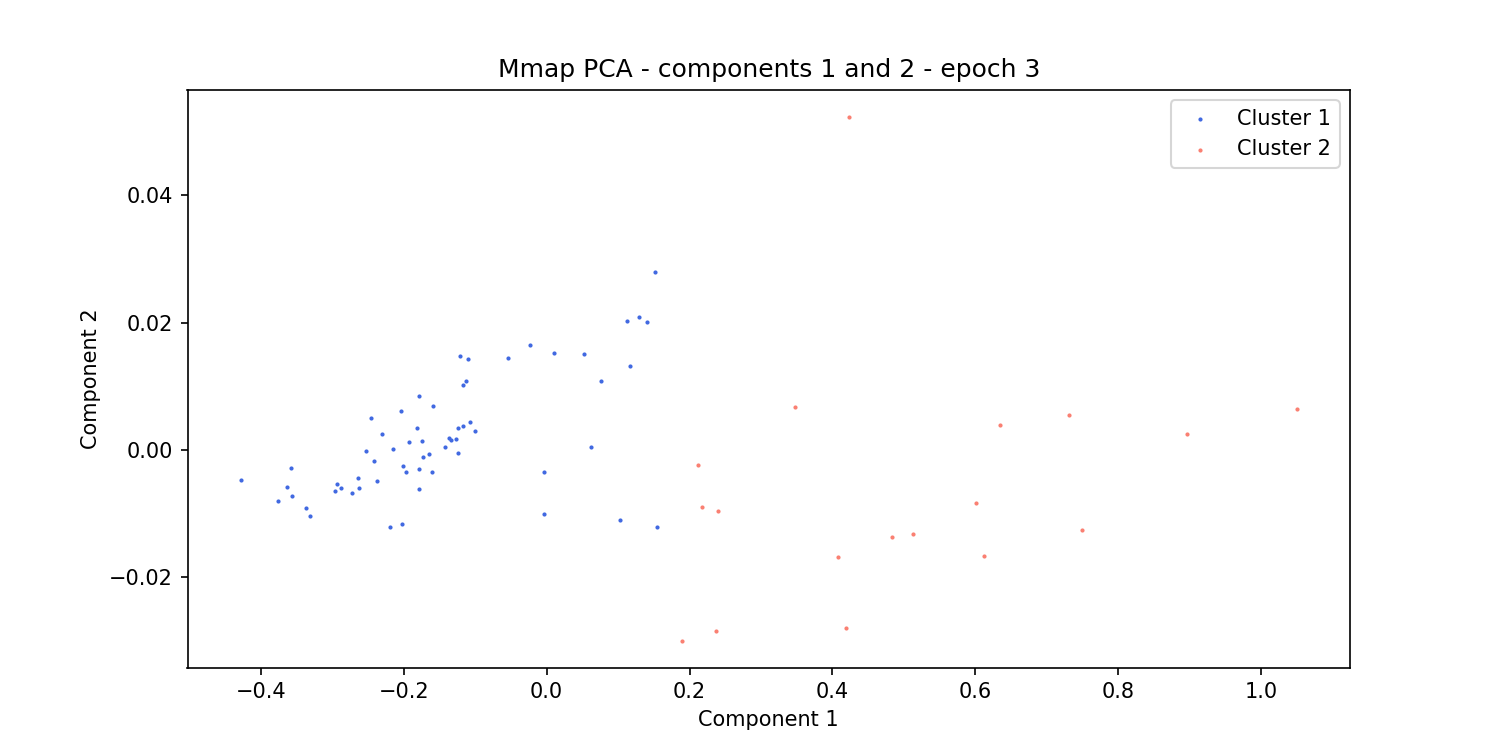 Mmap PCA - components 1 and 2 - epoch 3
Cluster 1
Cluster 2
0.04
0.02
0.00
−0.02
Component 2
−0.4
−0.2
0.0
0.2
0.4
0.6
0.8
1.0
Component 1